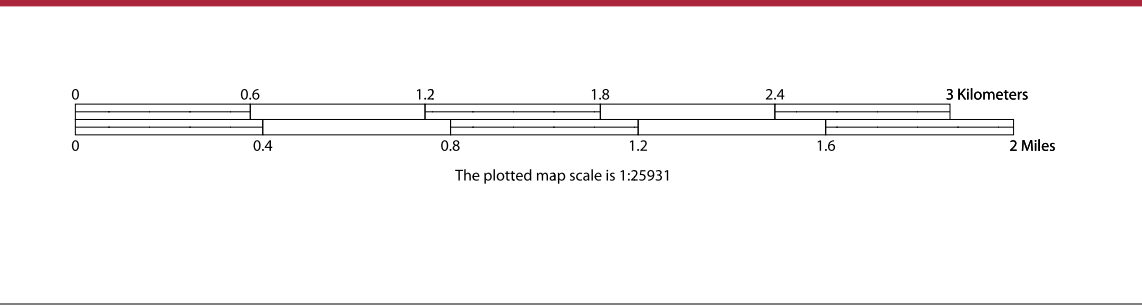 0 0.6 1.2 1.8 2.4 3 Kilometers
0 0.4 0.8 1.2 1.6 2 Miles
The plotted map scale is 1:25931